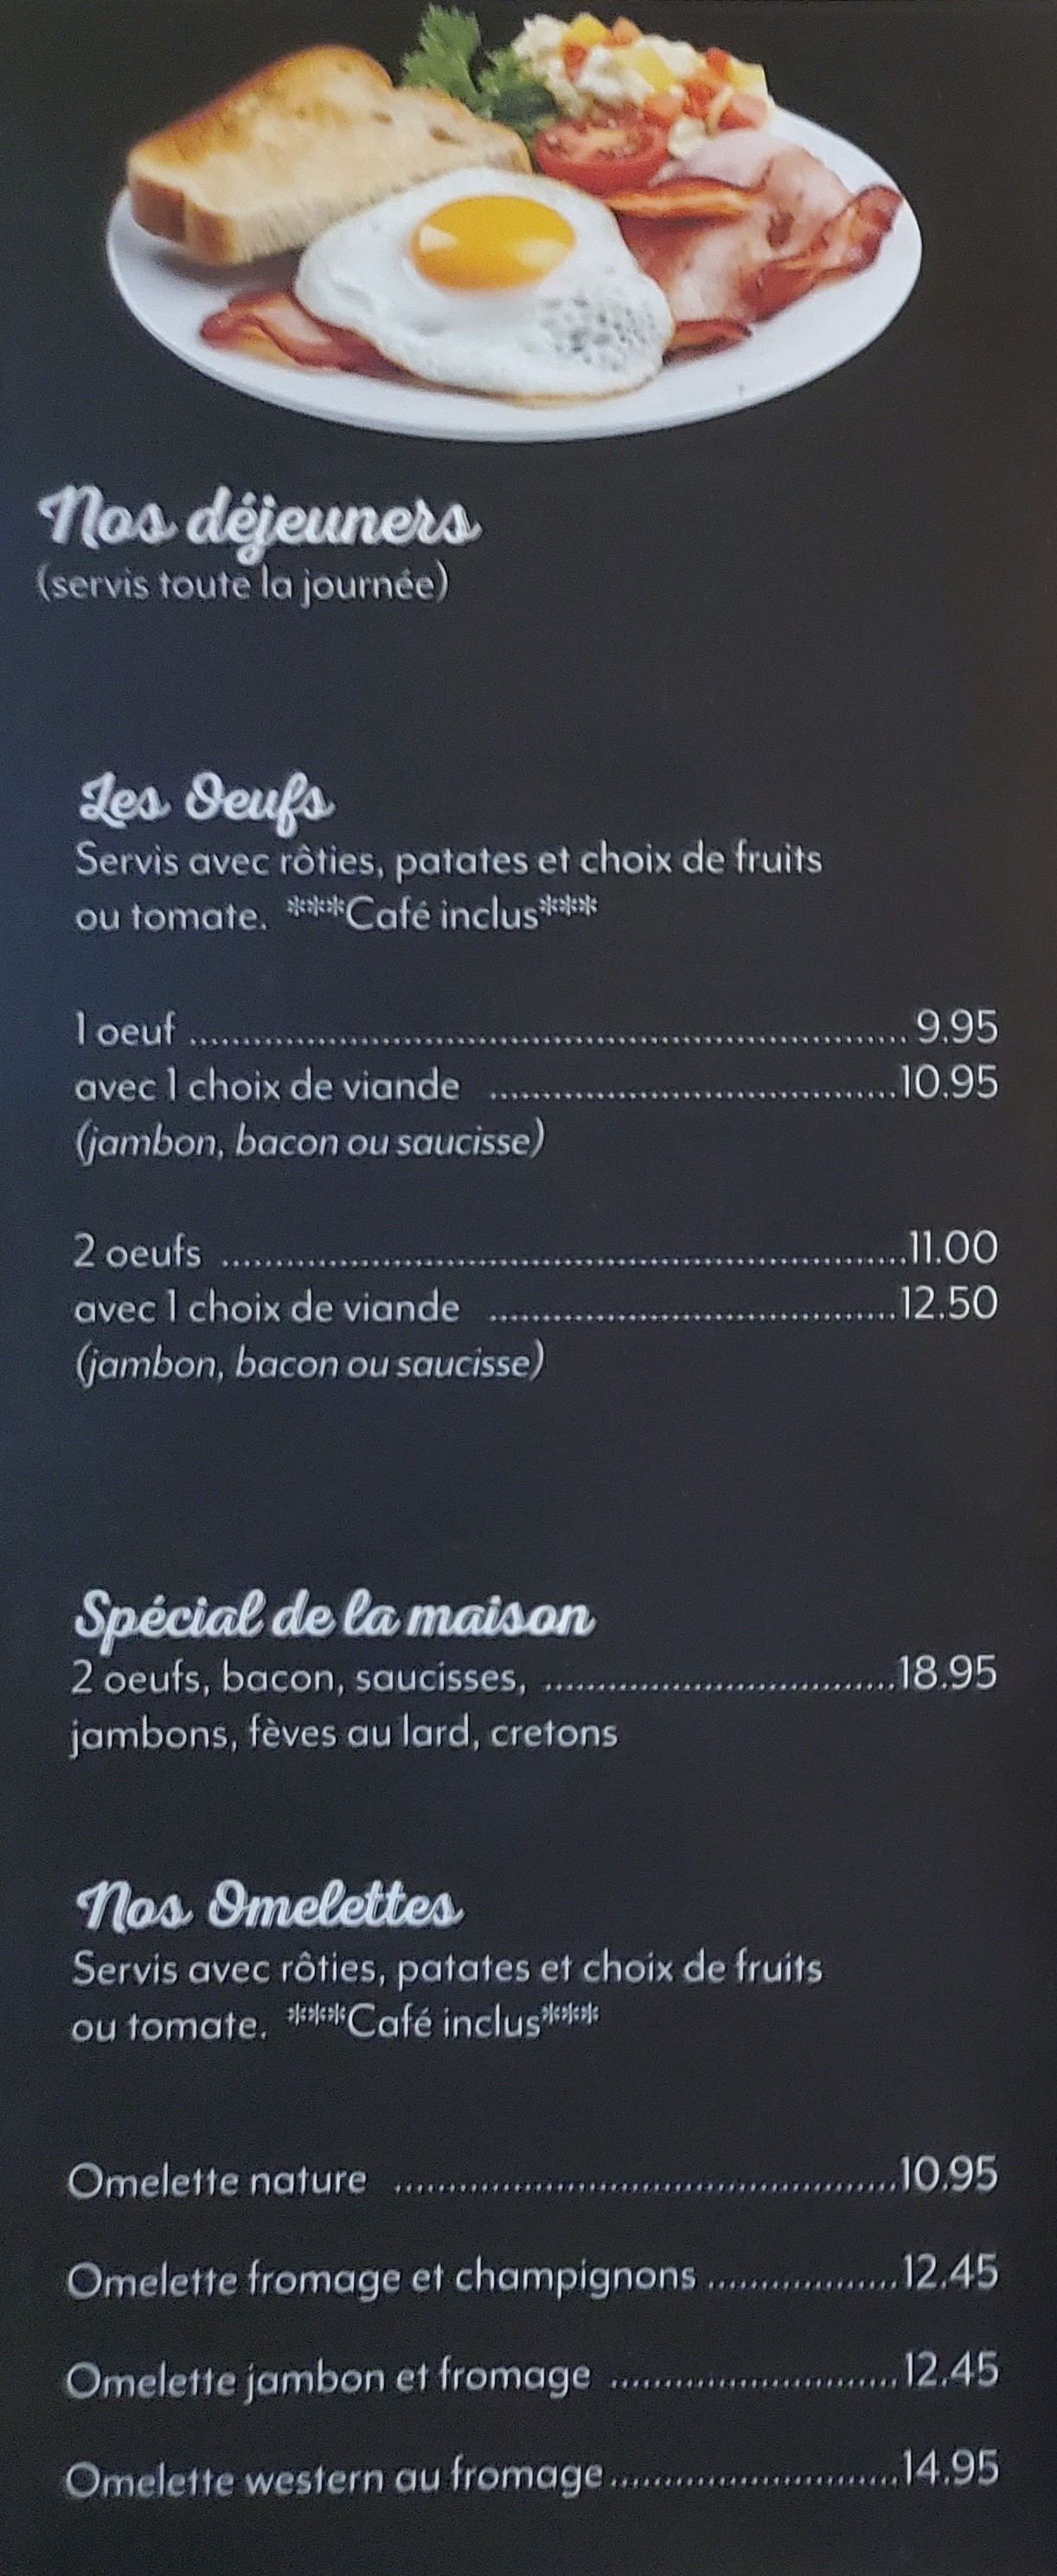 Nos déjeuners
(servis toute la journée)
Les Oeufs
Servis avec rôties, patates et choix de fruits
ou tomate. ***Café inclus***
1 oeuf .......................................................................... 9.95
avec 1 choix de viande ..........................................10.95
(jambon, bacon ou saucisse)
2 oeufs .......................................................................11.00
avec 1 choix de viande ..........................................12.50
(jambon, bacon ou saucisse)
Spécial de la maison
2 oeufs, bacon, saucisses, ....................................18.95
jambons, fèves au lard, cretons
Nos Omelettes
Servis avec rôties, patates et choix de fruits
ou tomate. ***Café inclus***
Omelette nature ....................................................10.95
Omelette fromage et champignons ....................12.45
Omelette jambon et fromage ..............................12.45
Omelette western au fromage..............................14.95